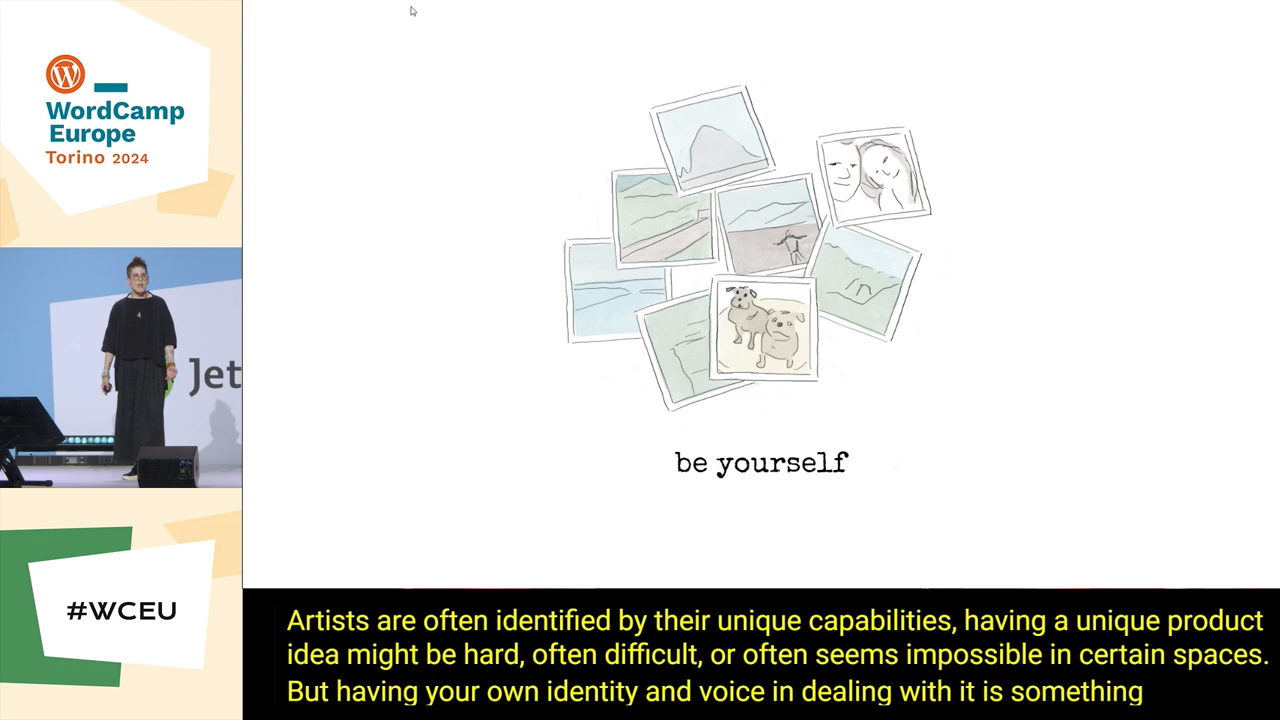 WordCamp
Europe
Torino 2024
Jet
#WCEU
be yourself
Artists are often identified by their unique capabilities, having a unique product
idea might be hard, often difficult, or often seems impossible in certain spaces.
But having your own identity and voice in dealing with it is something